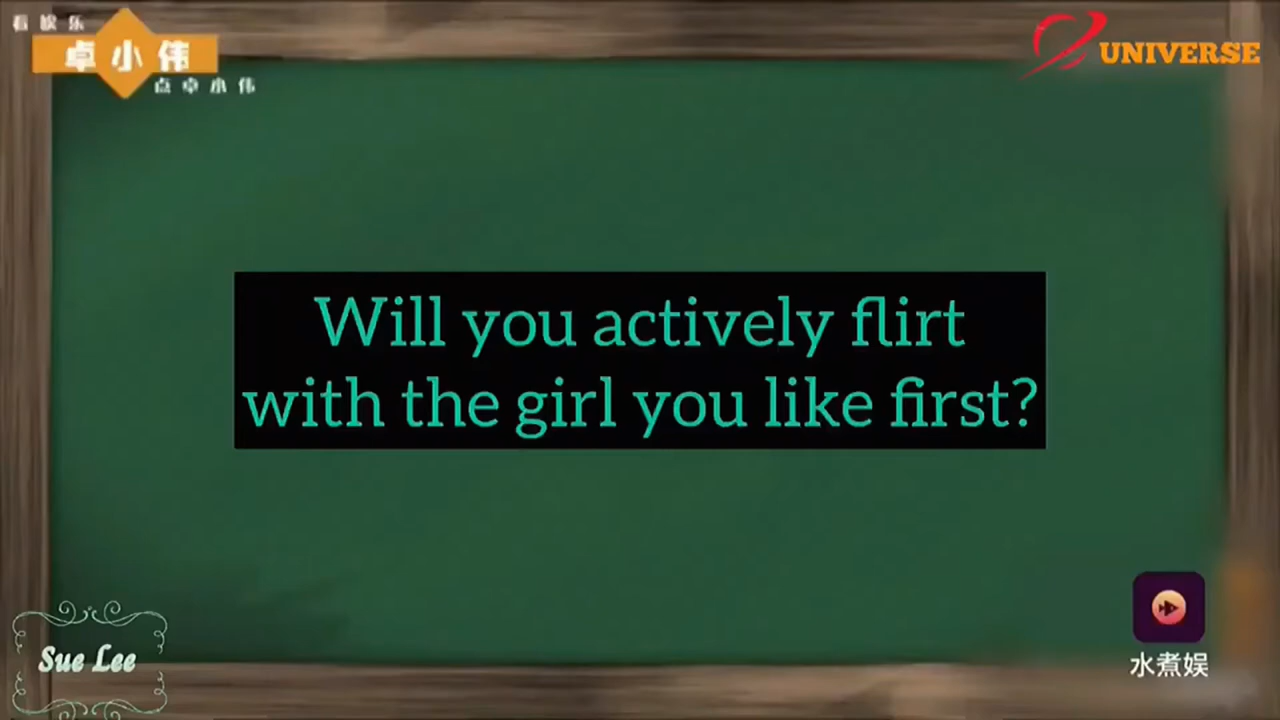 看娱乐
卓小伟
点卓小伟
UNIVERSE
Will you actively flirt
with the girl you like first?
Sue Lee
水煮娱